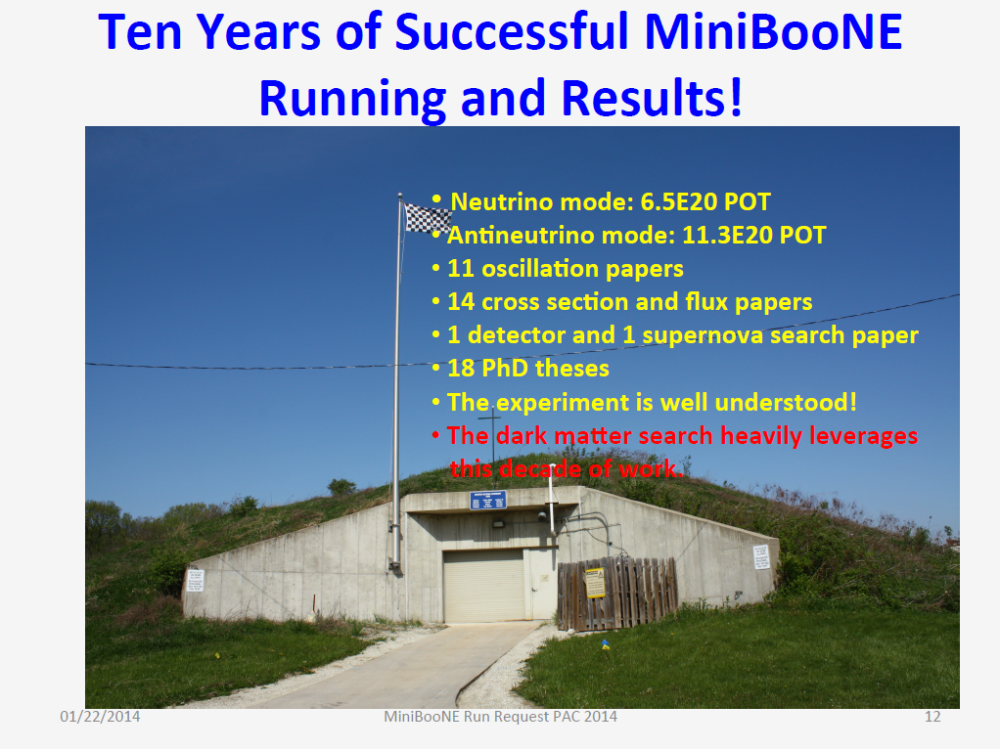 Ten Years of Successful MiniBooNE
Running and Results!
• Neutrino mode: 6.5E20 POT
• Antineutrino mode: 11.3E20 POT
• 11 oscillation papers
• 14 cross section and flux papers
• 1 detector and 1 supernova search paper
• 18 PhD theses
• The experiment is well understood!
• The dark matter search heavily leverages
this decade of work.
01/22/2014
MiniBooNE Run Request PAC 2014
12